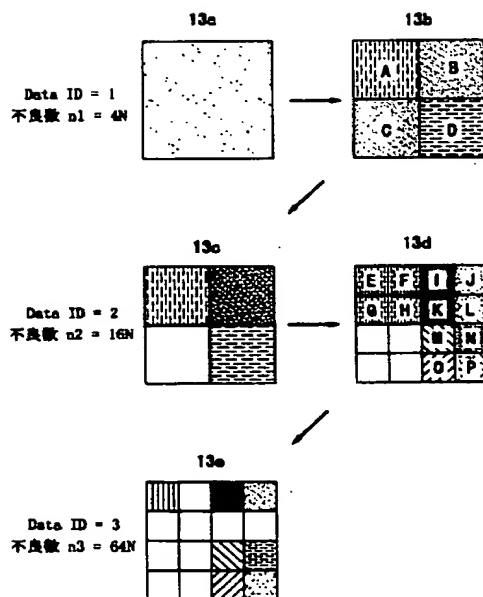 13a
13b
Data ID = 1
不良数 n1 = 4N
A
B
C
D
13c
13d
Data ID = 2
不良数 n2 = 16N
E F I J
G H K L
M N
O P
13e
Data ID = 3
不良数 n3 = 64N